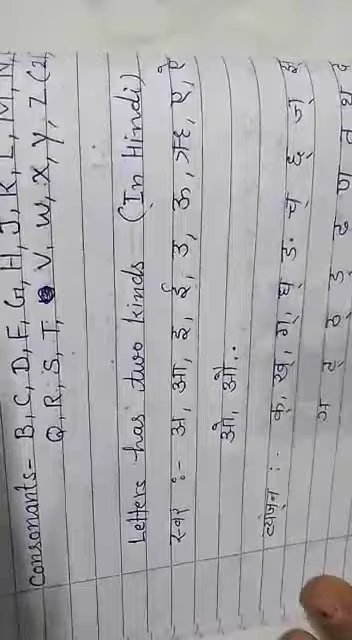 Consonants- B, C, D, F, G, H, J, K, L, M, N,
Q, R, S, T, V, W, X, Y, Z (2
Letters has two kinds (In Hindi)
स्वर :- अ, आ, इ, ई, उ, ऊ, ऋ, ए, ऐ
ओ, औ..
व्यंजन :- क्, ख्, ग्, घ्, ङ. च् छ् ज् झ्
ञ ट् ठ् ड् ढ् ण त थ द